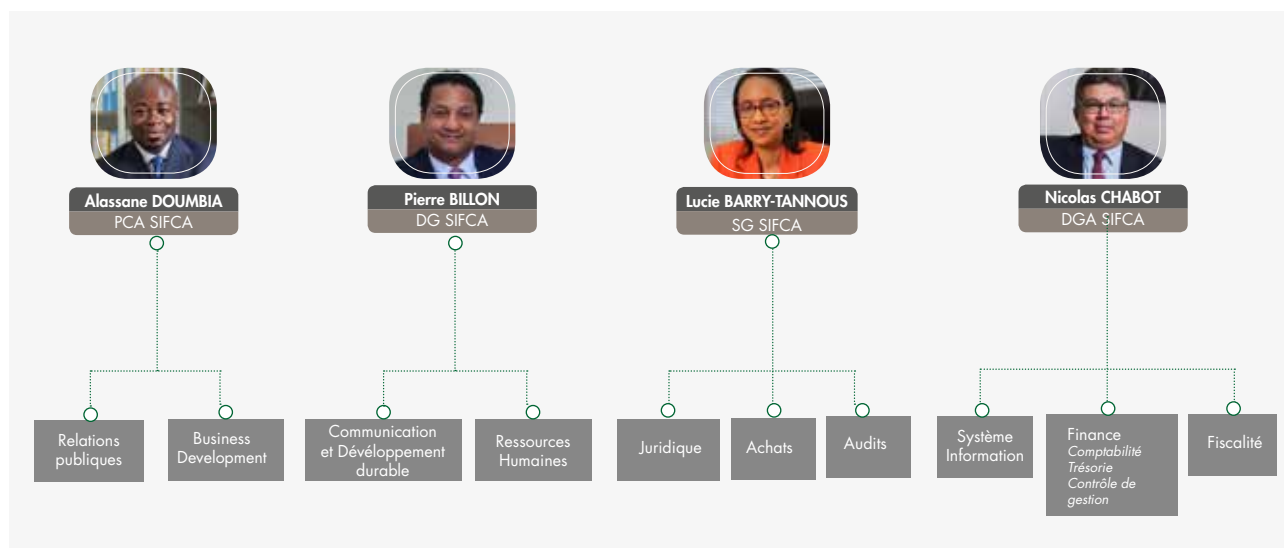 Alassane DOUMBIA
PCA SIFCA
Pierre BILLON
DG SIFCA
Lucie BARRY-TANNOUS
SG SIFCA
Nicolas CHABOT
DGA SIFCA
Relations
publiques
Business
Development
Communication
et Dévéloppement
durable
Ressources
Humaines
Juridique
Achats
Audits
Système
Information
Finance
Comptabilité
Trésorie
Contrôle de
gestion
Fiscalité